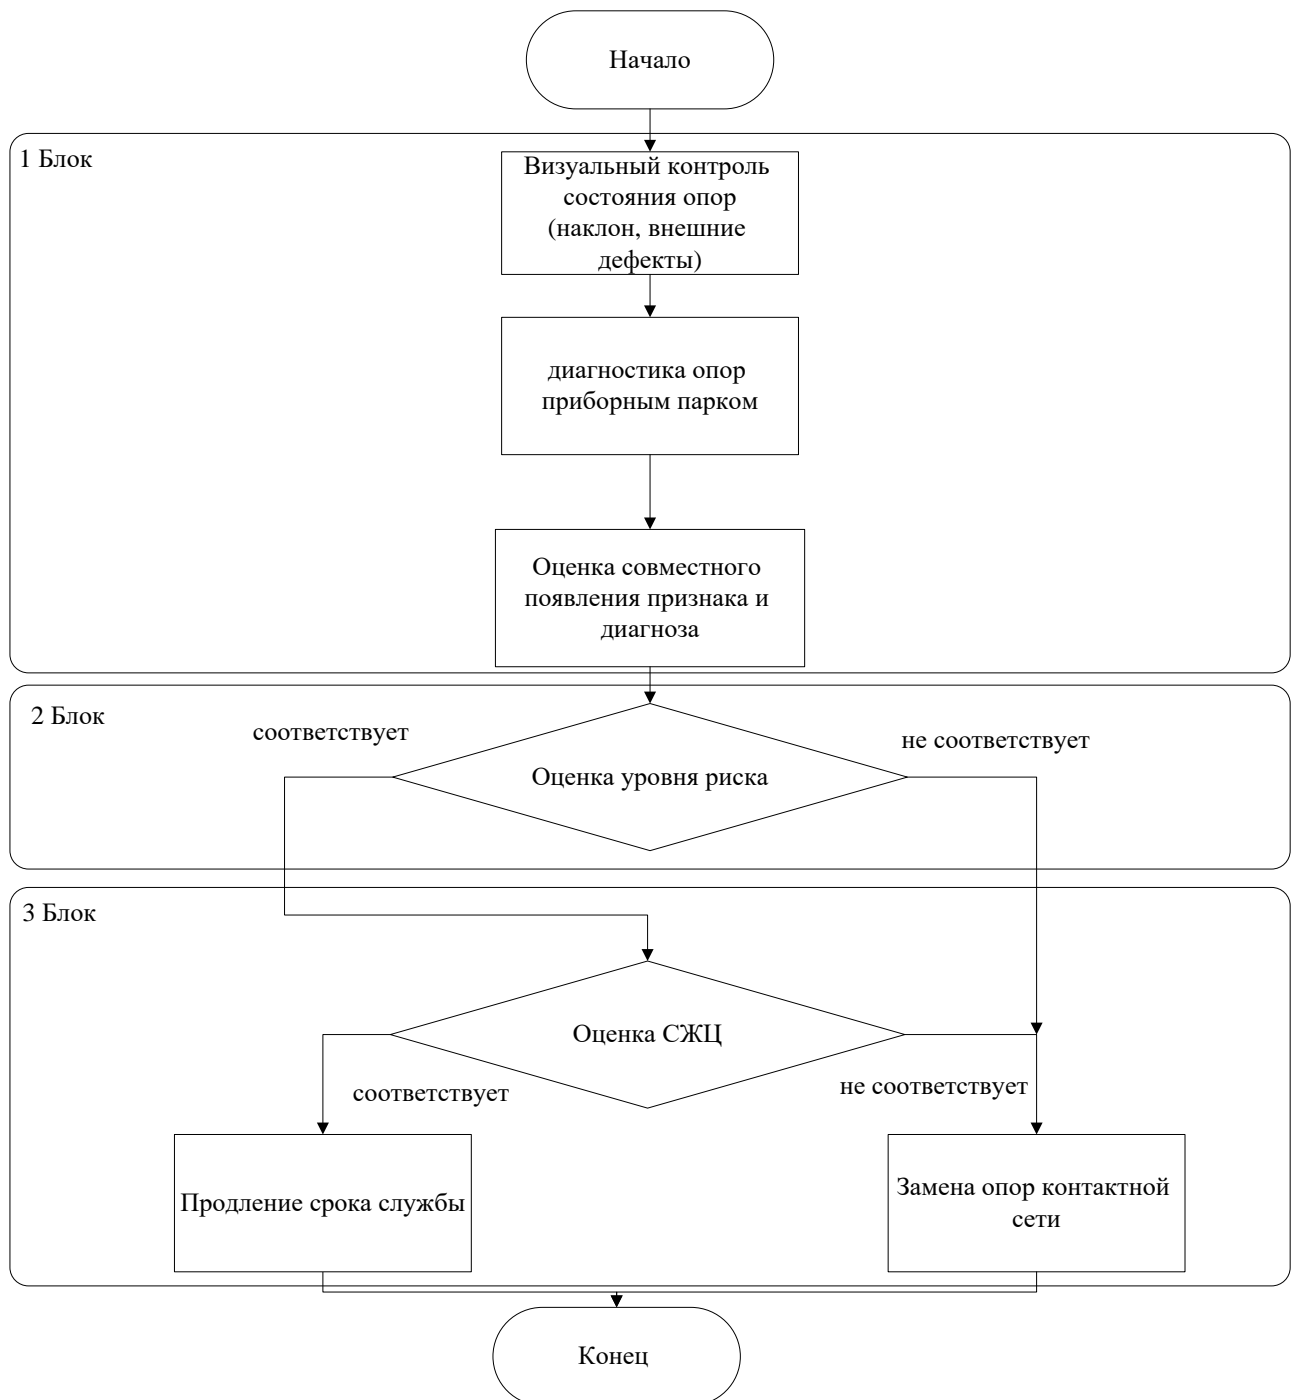 Начало
1 Блок
Визуальный контроль
состояния опор
(наклон, внешние
дефекты)
диагностика опор
приборным парком
Оценка совместного
появления признака и
диагноза
2 Блок
соответствует
не соответствует
Оценка уровня риска
3 Блок
Оценка СЖЦ
соответствует
не соответствует
Продление срока службы
Замена опор контактной
сети
Конец